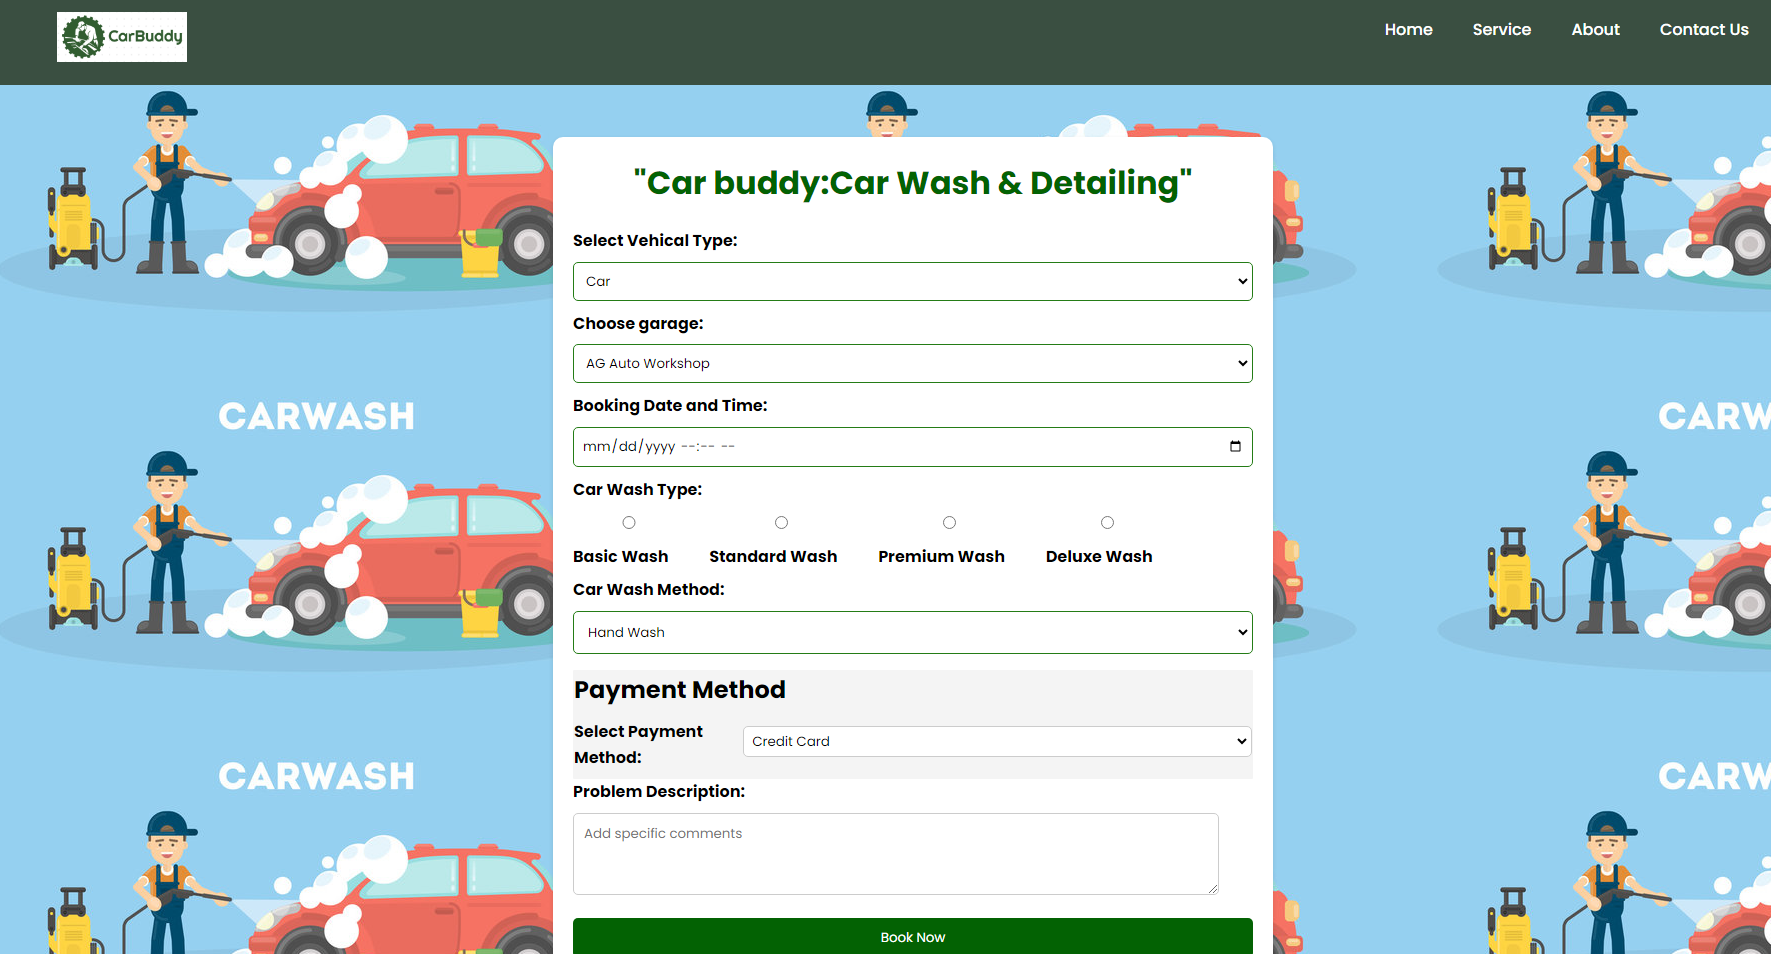 CarBuddy
Home Service About Contact Us
"Car buddy:Car Wash & Detailing"
Select Vehical Type:
Car
Choose garage:
AG Auto Workshop
Booking Date and Time:
mm/dd/yyyy --:-- --
Car Wash Type:
Basic Wash Standard Wash Premium Wash Deluxe Wash
Car Wash Method:
Hand Wash
Payment Method
Select Payment
Method:
Credit Card
Problem Description:
Add specific comments
Book Now
CARWASH
CARW
CARWASH
CARW